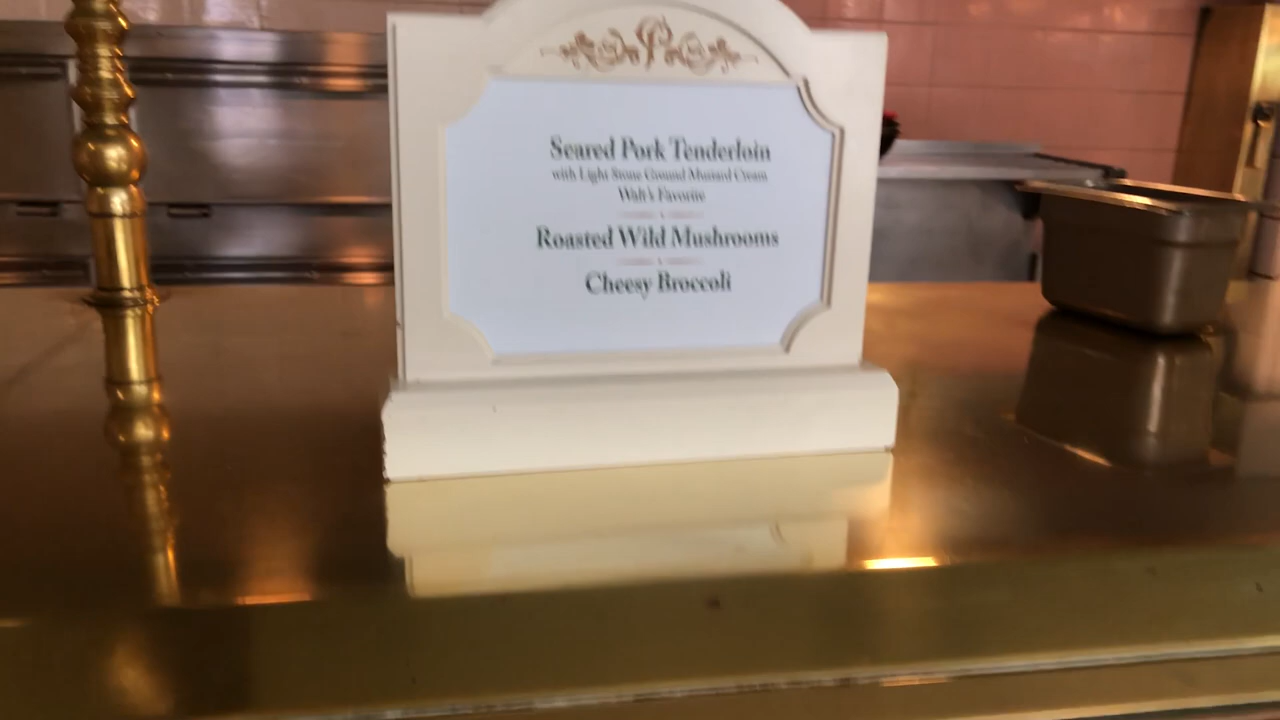 Seared Pork Tenderloin
with Light Stone Ground Mustard Cream
Walt's Favorite
Roasted Wild Mushrooms
Cheesy Broccoli